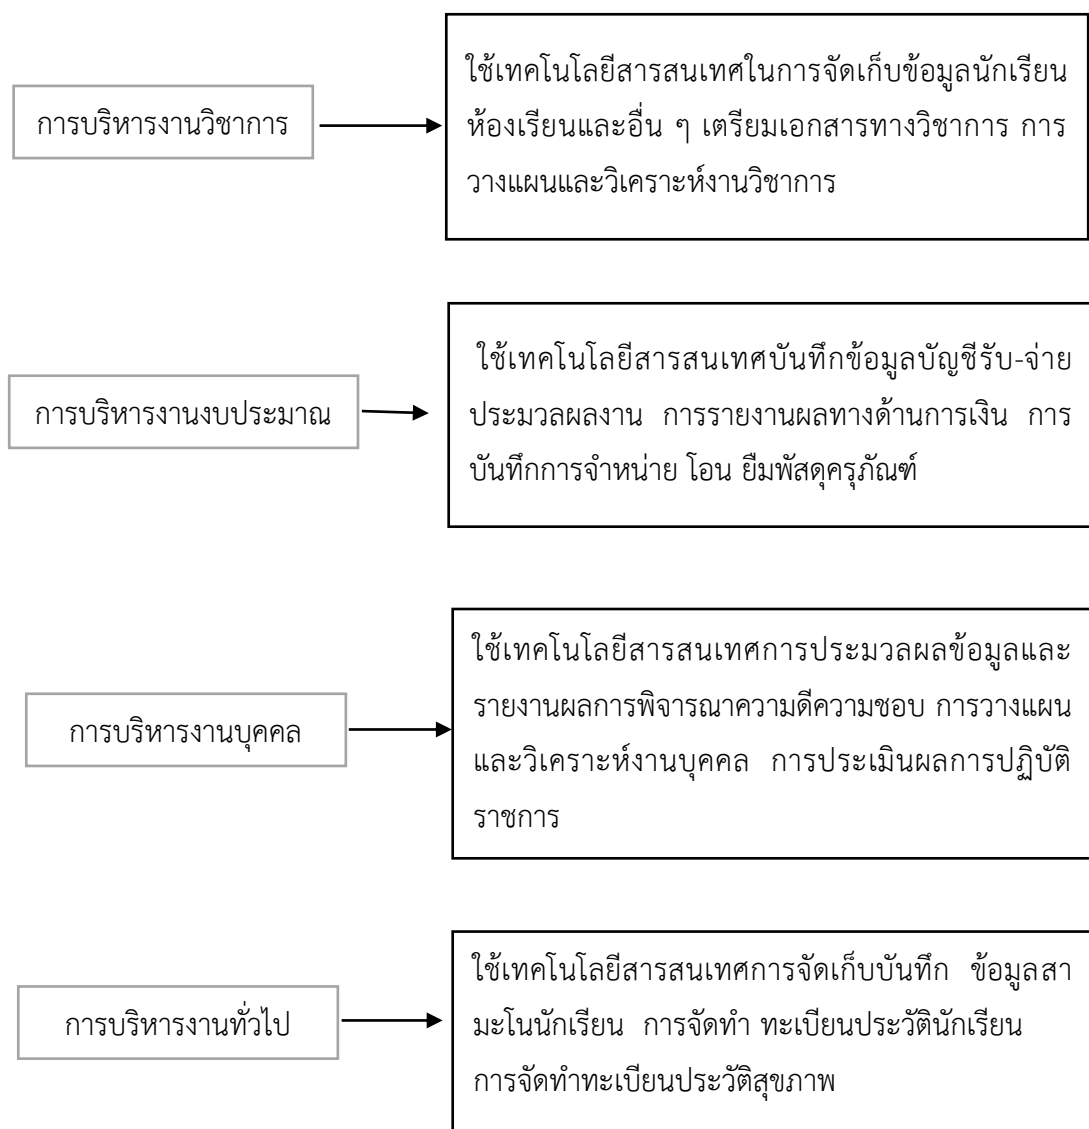 การบริหารงานวิชาการ
ใช้เทคโนโลยีสารสนเทศในการจัดเก็บข้อมูลนักเรียน
ห้องเรียนและอื่น ๆ เตรียมเอกสารทางวิชาการ การ
วางแผนและวิเคราะห์งานวิชาการ
การบริหารงานงบประมาณ
ใช้เทคโนโลยีสารสนเทศบันทึกข้อมูลบัญชีรับ-จ่าย
ประมวลผลงาน การรายงานผลทางด้านการเงิน การ
บันทึกการจำหน่าย โอน ยืมพัสดุครุภัณฑ์
การบริหารงานบุคคล
ใช้เทคโนโลยีสารสนเทศการประมวลผลข้อมูลและ
รายงานผลการพิจารณาความดีความชอบ การวางแผน
และวิเคราะห์งานบุคคล การประเมินผลการปฏิบัติ
ราชการ
การบริหารงานทั่วไป
ใช้เทคโนโลยีสารสนเทศการจัดเก็บบันทึก ข้อมูลสา
มะโนนักเรียน การจัดทำ ทะเบียนประวัตินักเรียน
การจัดทำทะเบียนประวัติสุขภาพ